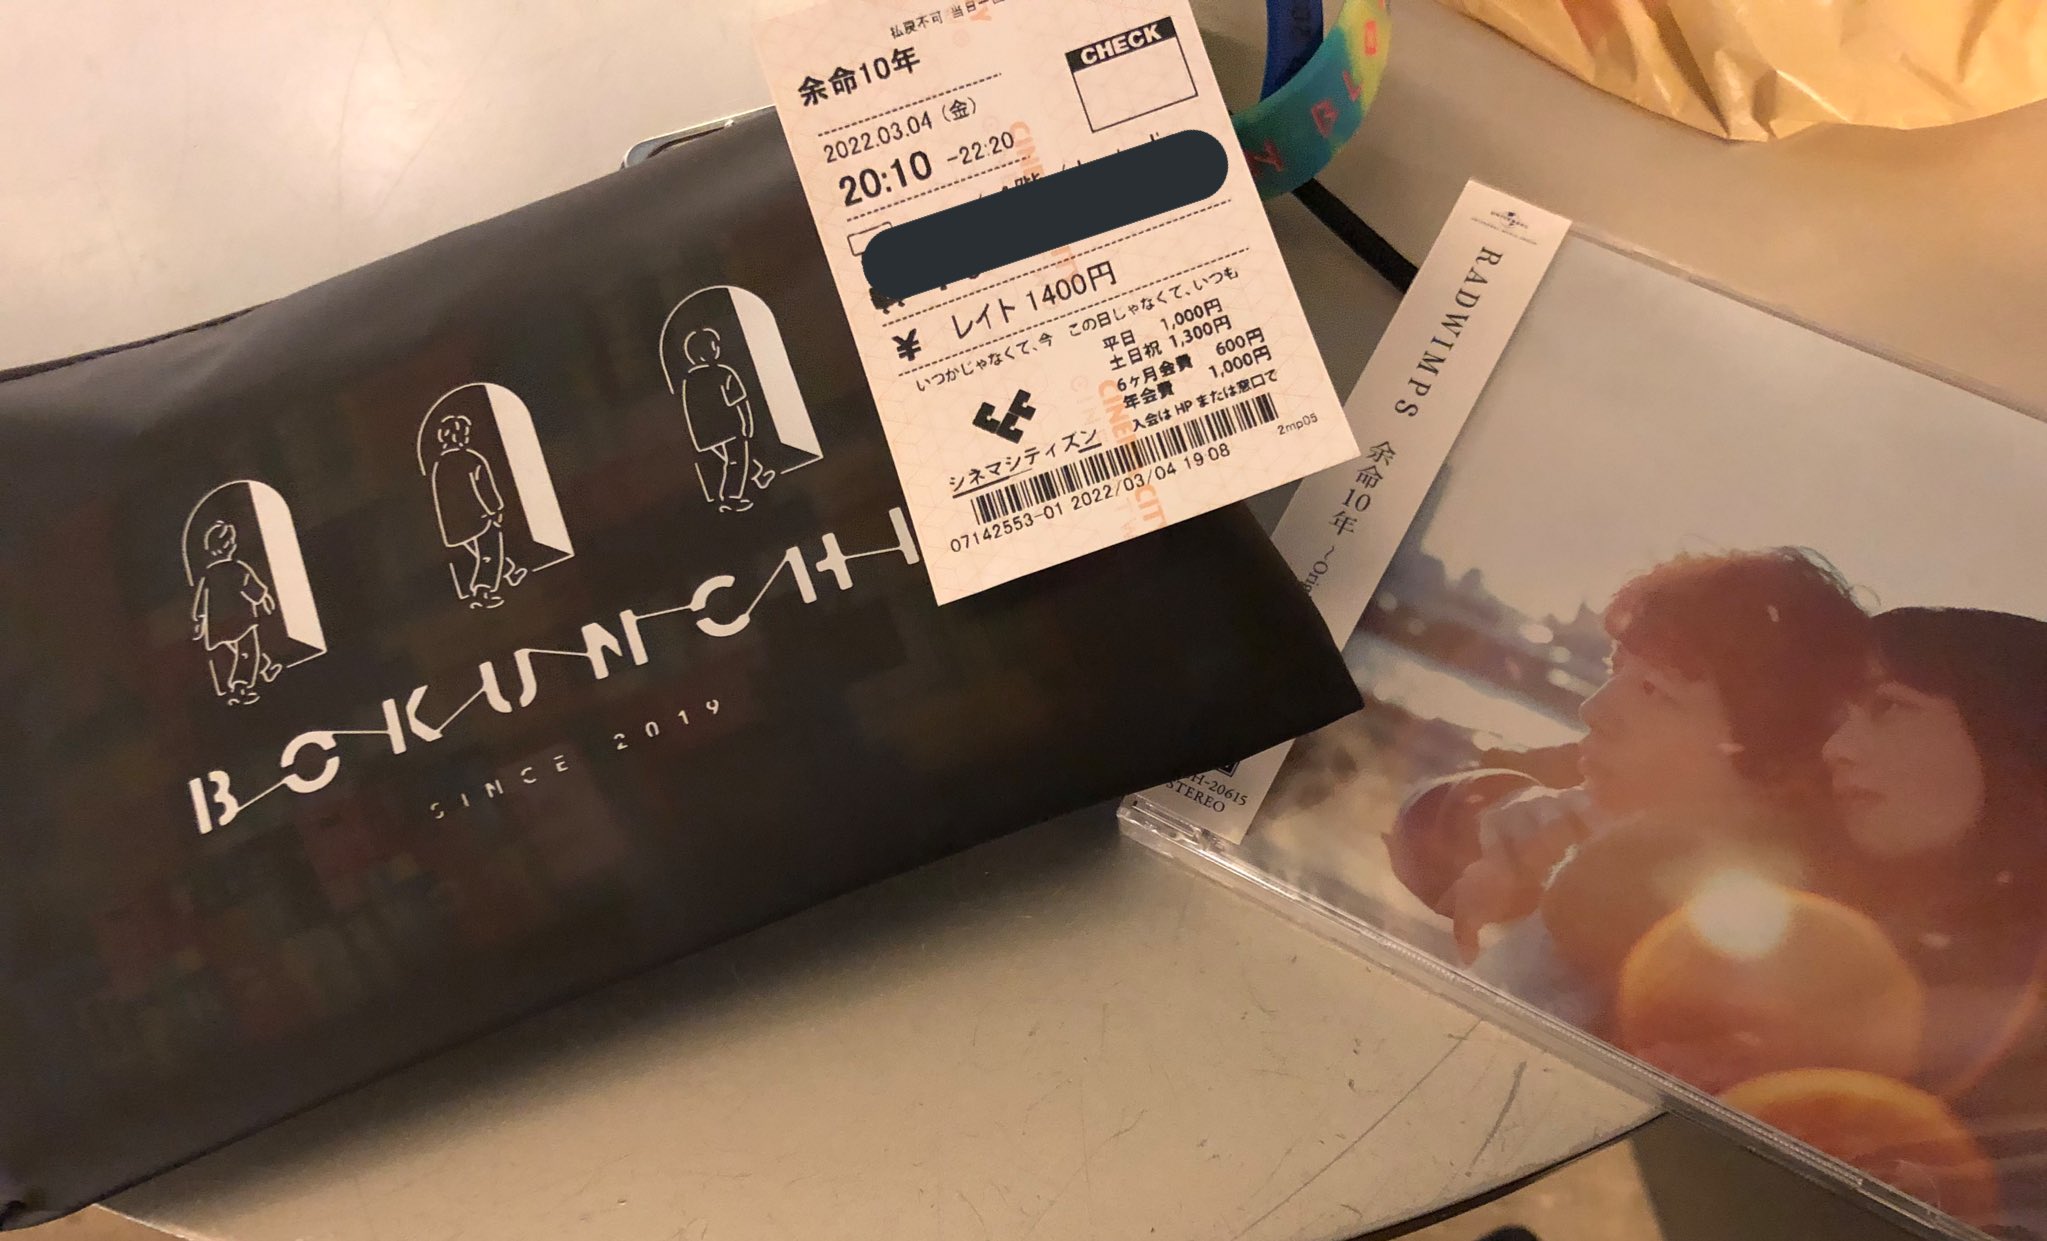 払戻不可 当日一回
余命10年
CHECK
2022.03.04（金）
20:10 -22:20
¥ レイト 1400円
いつかじゃなくて、今 この日じゃなくて、いつも
平日 1,000円
土日祝 1,300円
6ヶ月会費 600円
年会費 1,000円
入会は HP または窓口で
シネマシティズン
2mp05
07142553-01 2022/03/04 19:08
BOKUNCHI
SINCE 2019
RADWIMPS 余命10年 ～Orig
H-20615
STEREO